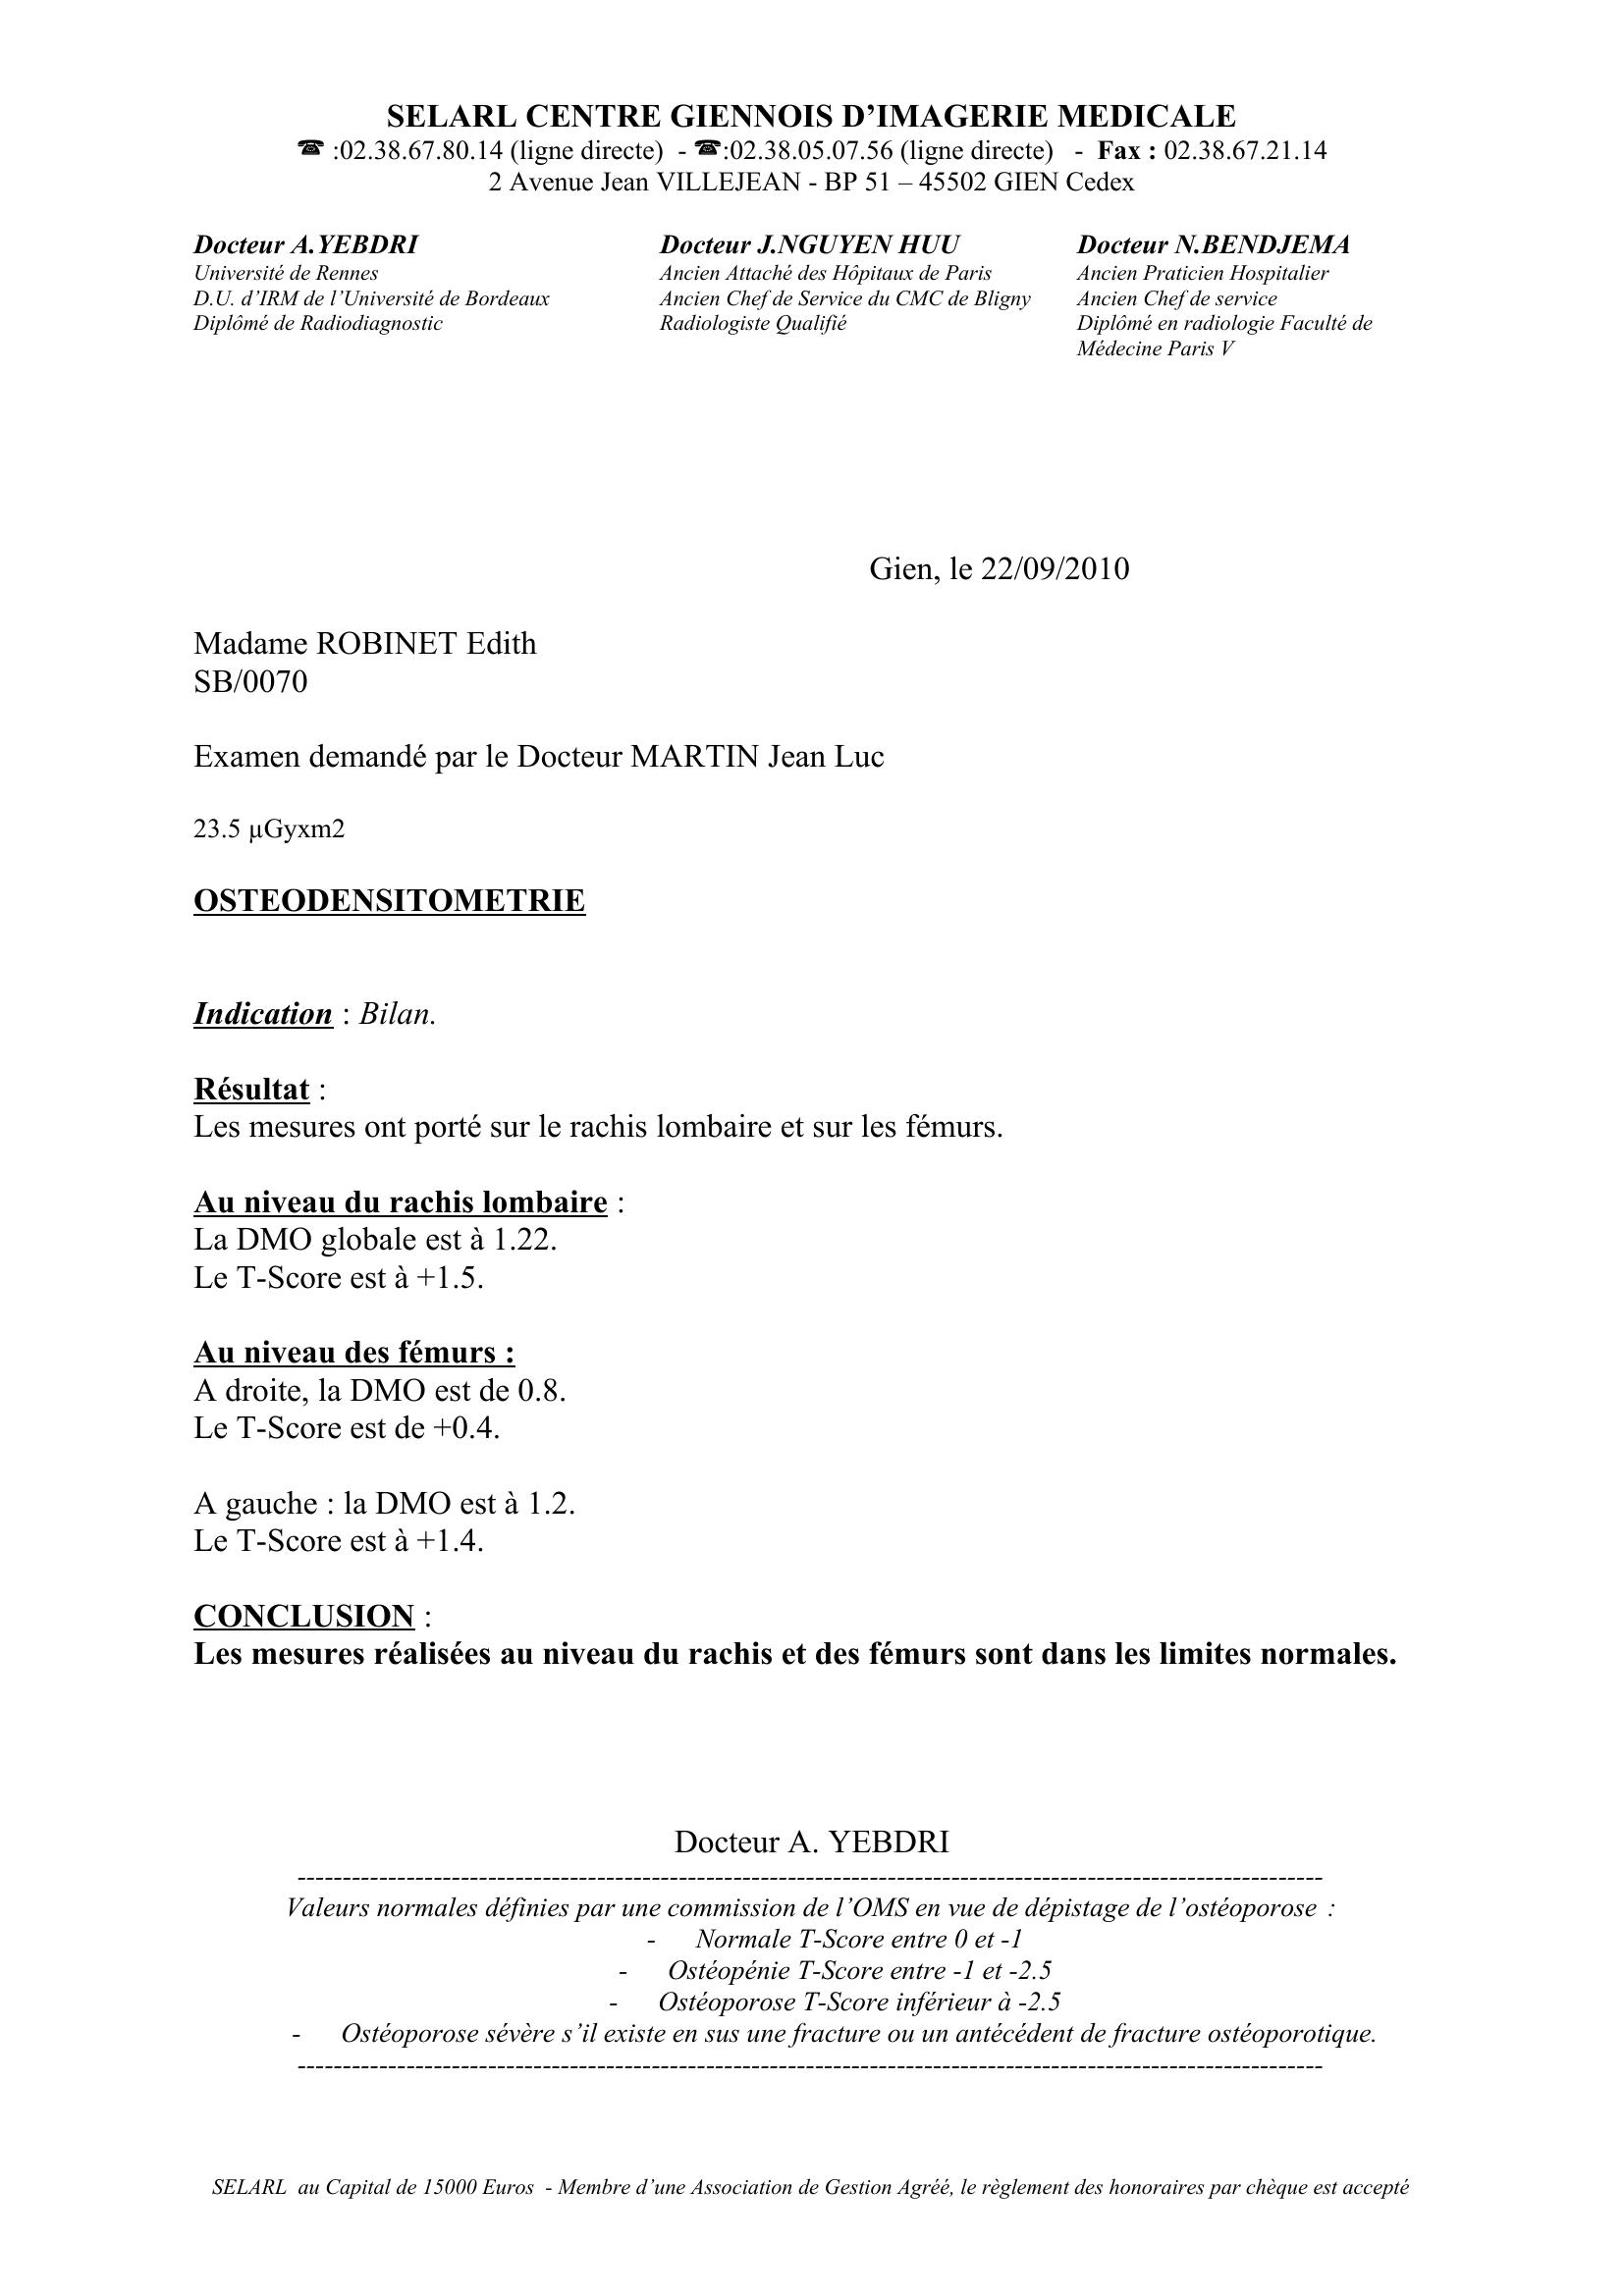 SELARL CENTRE GIENNOIS D’IMAGERIE MEDICALE
☎ :02.38.67.80.14 (ligne directe) - ☎:02.38.05.07.56 (ligne directe) - Fax : 02.38.67.21.14
2 Avenue Jean VILLEJEAN - BP 51 – 45502 GIEN Cedex
Docteur A.YEBDRI
Université de Rennes
D.U. d’IRM de l’Université de Bordeaux
Diplômé de Radiodiagnostic
Docteur J.NGUYEN HUU
Ancien Attaché des Hôpitaux de Paris
Ancien Chef de Service du CMC de Bligny
Radiologiste Qualifié
Docteur N.BENDJEMA
Ancien Praticien Hospitalier
Ancien Chef de service
Diplômé en radiologie Faculté de
Médecine Paris V
Gien, le 22/09/2010
Madame ROBINET Edith
SB/0070
Examen demandé par le Docteur MARTIN Jean Luc
23.5 µGyxm2
OSTEODENSITOMETRIE
Indication : Bilan.
Résultat :
Les mesures ont porté sur le rachis lombaire et sur les fémurs.
Au niveau du rachis lombaire :
La DMO globale est à 1.22.
Le T-Score est à +1.5.
Au niveau des fémurs :
A droite, la DMO est de 0.8.
Le T-Score est de +0.4.
A gauche : la DMO est à 1.2.
Le T-Score est à +1.4.
CONCLUSION :
Les mesures réalisées au niveau du rachis et des fémurs sont dans les limites normales.
Docteur A. YEBDRI
-----------------------------------------------------------------------------------------------------------------
Valeurs normales définies par une commission de l’OMS en vue de dépistage de l’ostéoporose :
- Normale T-Score entre 0 et -1
- Ostéopénie T-Score entre -1 et -2.5
- Ostéoporose T-Score inférieur à -2.5
- Ostéoporose sévère s’il existe en sus une fracture ou un antécédent de fracture ostéoporotique.
-----------------------------------------------------------------------------------------------------------------
SELARL au Capital de 15000 Euros - Membre d’une Association de Gestion Agréé, le règlement des honoraires par chèque est accepté